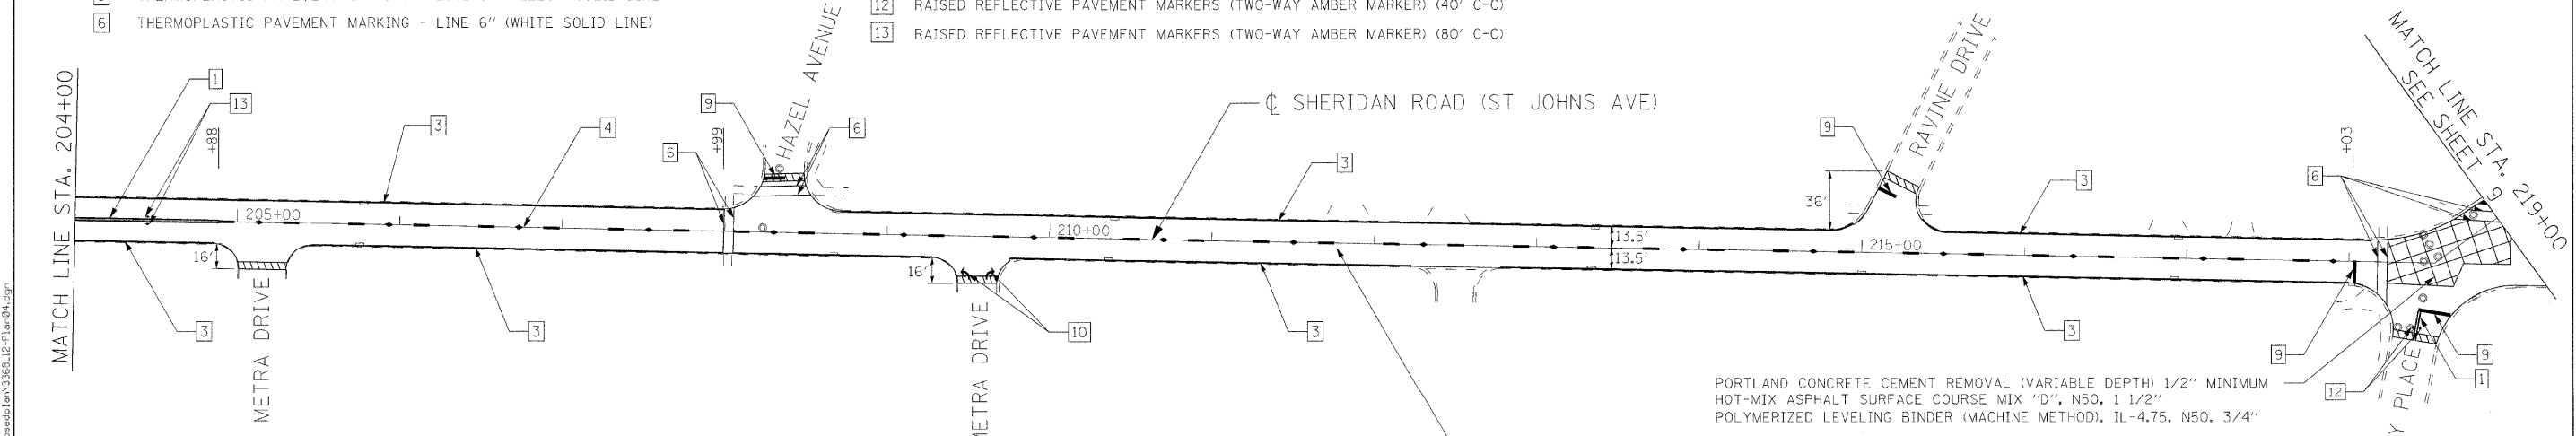 6 THERMOPLASTIC PAVEMENT MARKING - LINE 6" (WHITE SOLID LINE)
12 RAISED REFLECTIVE PAVEMENT MARKERS (TWO-WAY AMBER MARKER) (40' C-C)
13 RAISED REFLECTIVE PAVEMENT MARKERS (TWO-WAY AMBER MARKER) (80' C-C)
MATCH LINE STA. 204+00
1
13
+88
3
4
9
+99
6
HAZEL AVENUE
6
℄ SHERIDAN ROAD (ST JOHNS AVE)
3
9
RAVINE DRIVE
3
+03
6
MATCH LINE STA. 219+00
SEE SHEET 9
205+00
210+00
215+00
36'
13.5'
13.5'
16'
16'
3
METRA DRIVE
3
METRA DRIVE
10
3
3
9
9
1
12
Y PLACE
PORTLAND CONCRETE CEMENT REMOVAL (VARIABLE DEPTH) 1/2" MINIMUM
HOT-MIX ASPHALT SURFACE COURSE MIX "D", N50, 1 1/2"
POLYMERIZED LEVELING BINDER (MACHINE METHOD), IL-4.75, N50, 3/4"